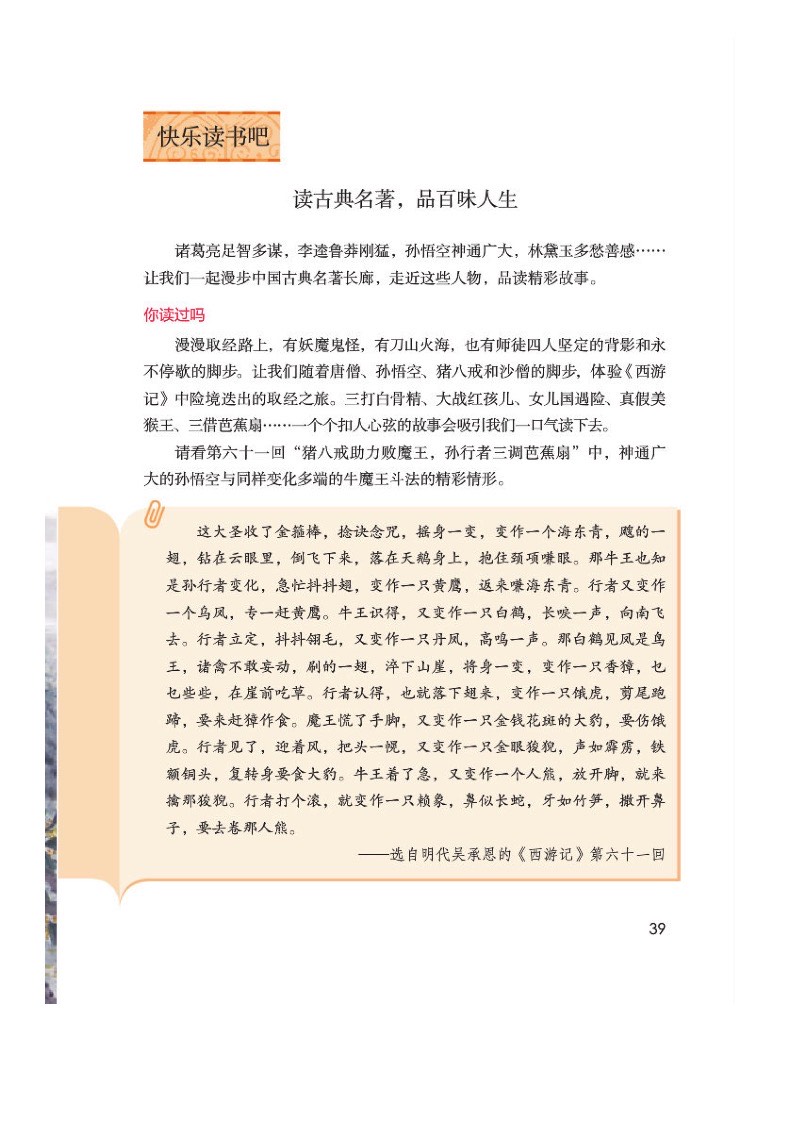 快乐读书吧
读古典名著，品百味人生
诸葛亮足智多谋，李逵鲁莽刚猛，孙悟空神通广大，林黛玉多愁善感……
让我们一起漫步中国古典名著长廊，走近这些人物，品读精彩故事。
你读过吗
漫漫取经路上，有妖魔鬼怪，有刀山火海，也有师徒四人坚定的背影和永
不停歇的脚步。让我们随着唐僧、孙悟空、猪八戒和沙僧的脚步，体验《西游
记》中险境迭出的取经之旅。三打白骨精、大战红孩儿、女儿国遇险、真假美
猴王、三借芭蕉扇……一个个扣人心弦的故事会吸引我们一口气读下去。
请看第六十一回“猪八戒助力败魔王，孙行者三调芭蕉扇”中，神通广
大的孙悟空与同样变化多端的牛魔王斗法的精彩情形。
这大圣收了金箍棒，捻诀念咒，摇身一变，变作一个海东青，飕的一
翅，钻在云眼里，倒飞下来，落在天鹅身上，抱住颈项嗛眼。那牛王也知
是孙行者变化，急忙抖抖翅，变作一只黄鹰，返来嗛海东青。行者又变作
一个乌凤，专一赶黄鹰。牛王识得，又变作一只白鹤，长唳一声，向南飞
去。行者立定，抖抖翎毛，又变作一只丹凤，高鸣一声。那白鹤见凤是鸟
王，诸禽不敢妄动，刷的一翅，淬下山崖，将身一变，变作一只香獐，乜
乜些些，在崖前吃草。行者认得，也就落下翅来，变作一只饿虎，剪尾跑
蹄，要来赶獐作食。魔王慌了手脚，又变作一只金钱花斑的大豹，要伤饿
虎。行者见了，迎着风，把头一幌，又变作一只金眼狻猊，声如霹雳，铁
额铜头，复转身要食大豹。牛王着了急，又变作一个人熊，放开脚，就来
擒那狻猊。行者打个滚，就变作一只赖象，鼻似长蛇，牙如竹笋，撒开鼻
子，要去卷那人熊。
——选自明代吴承恩的《西游记》第六十一回
39